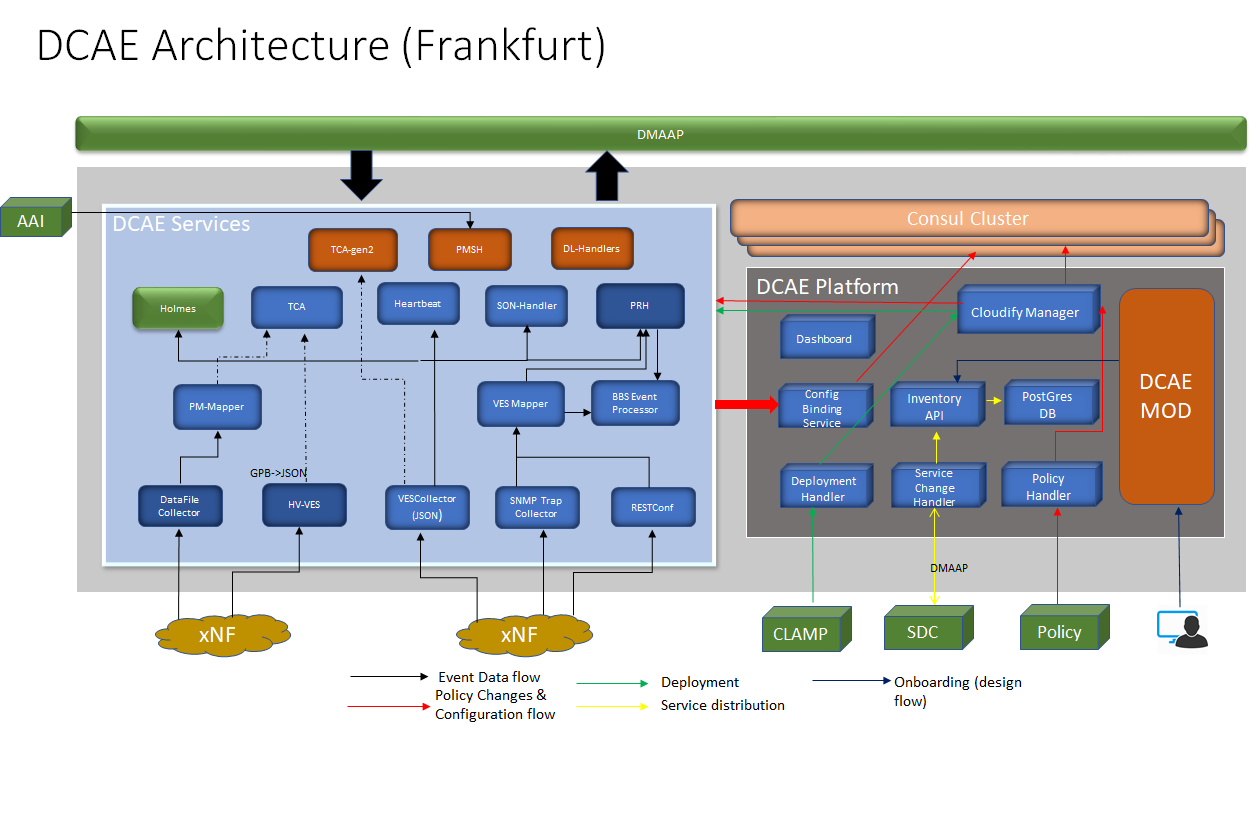 DCAE Architecture (Frankfurt)
DMAAP
AAI
DCAE Services
TCA-gen2
PMSH
DL-Handlers
Consul Cluster
DCAE Platform
Holmes
TCA
Heartbeat
SON-Handler
PRH
Cloudify Manager
Dashboard
PM-Mapper
VES Mapper
BBS Event
Processor
Config
Binding
Service
Inventory
API
PostGres
DB
DCAE
MOD
GPB->JSON
DataFile
Collector
HV-VES
VESCollector
(JSON)
SNMP Trap
Collector
RESTConf
Deployment
Handler
Service
Change
Handler
Policy
Handler
DMAAP
xNF
xNF
CLAMP
SDC
Policy
Event Data flow
Policy Changes &
Configuration flow
Deployment
Service distribution
Onboarding (design
flow)